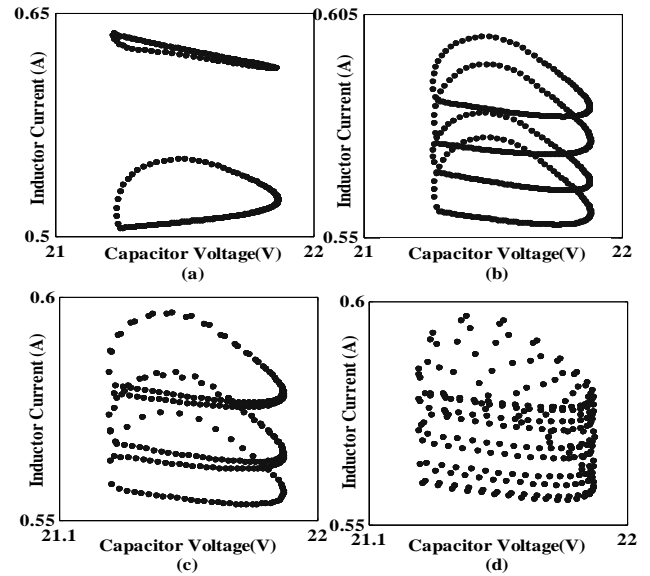 0.65
Inductor Current (A)
0.5
21
22
Capacitor Voltage(V)
(a)
0.605
Inductor Current (A)
0.55
21
22
Capacitor Voltage(V)
(b)
0.6
Inductor Current (A)
0.55
21.1
22
Capacitor Voltage(V)
(c)
0.6
Inductor Current (A)
0.55
21.1
22
Capacitor Voltage(V)
(d)